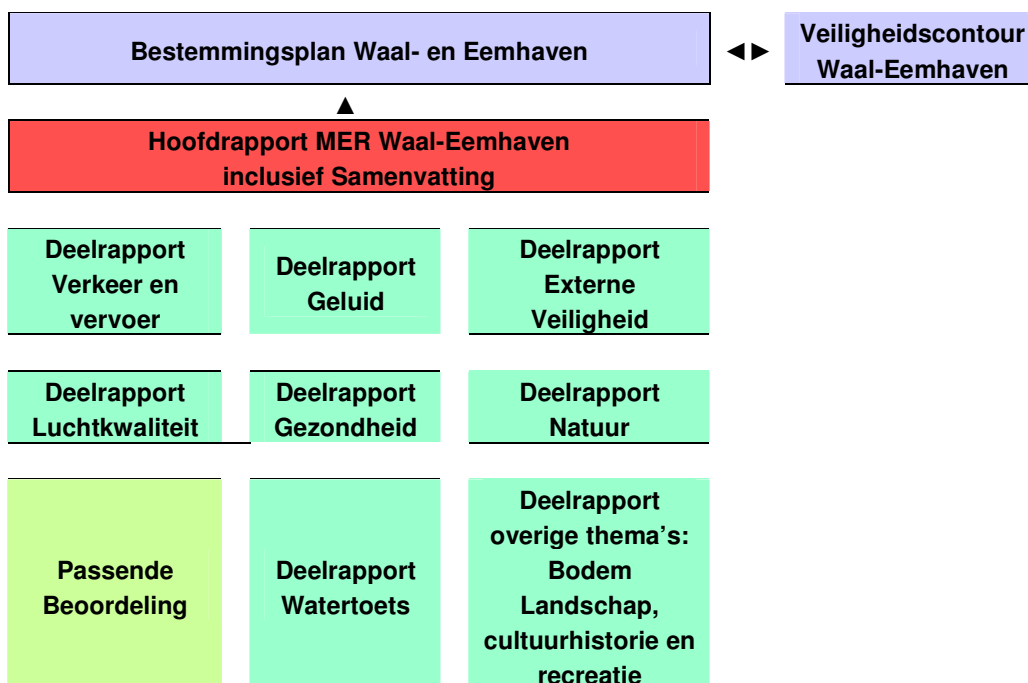 Bestemmingsplan Waal- en Eemhaven
◄►
Veiligheidscontour
Waal-Eemhaven
▲
Hoofdrapport MER Waal-Eemhaven
inclusief Samenvatting
Deelrapport
Verkeer en
vervoer
Deelrapport
Geluid
Deelrapport
Externe
Veiligheid
Deelrapport
Luchtkwaliteit
Deelrapport
Gezondheid
Deelrapport
Natuur
Passende
Beoordeling
Deelrapport
Watertoets
Deelrapport
overige thema’s:
Bodem
Landschap,
cultuurhistorie en
recreatie